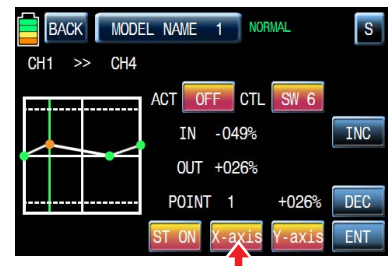 BACK MODEL NAME 1 NORMAL S
CH1 >> CH4
ACT OFF CTL SW 6
IN -049% INC
OUT +026%
POINT 1 +026% DEC
ST ON X-axis Y-axis ENT